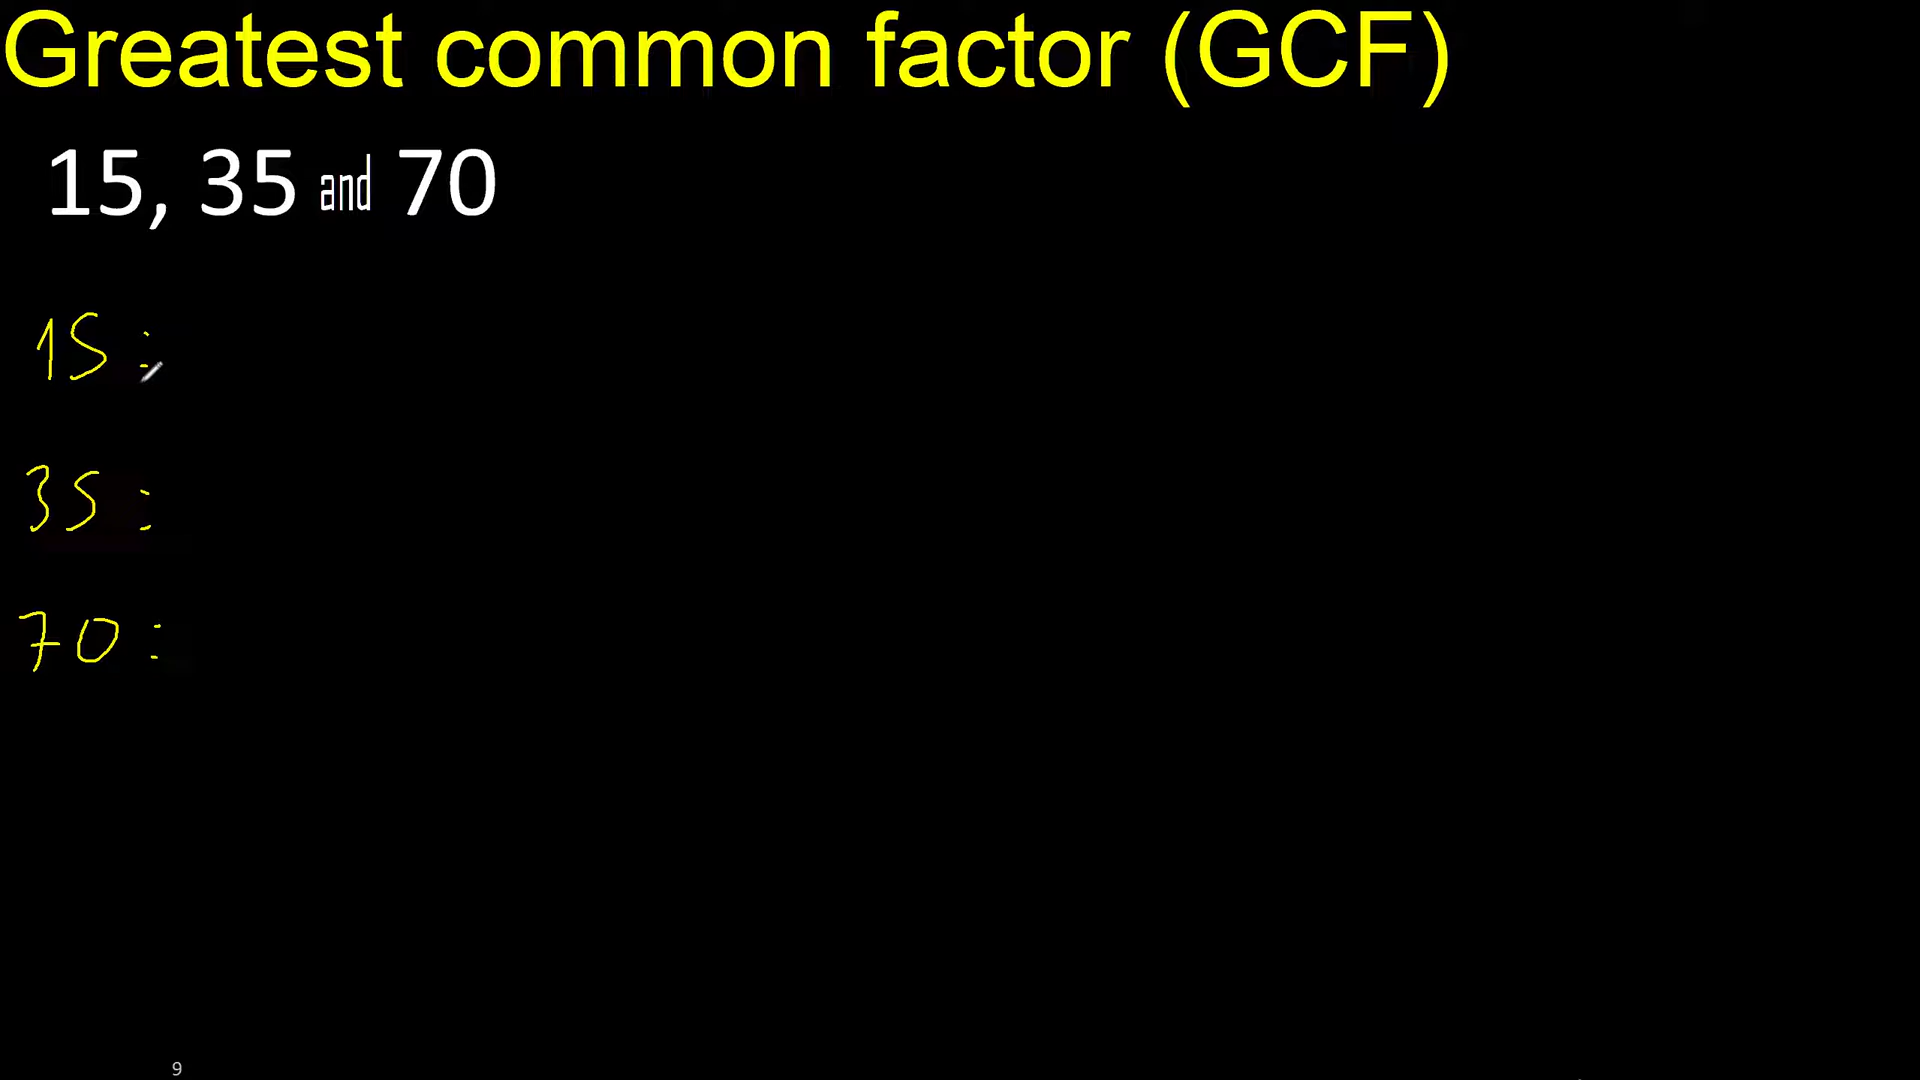 Greatest common factor (GCF)
15, 35 and 70
15:
35:
70:
9